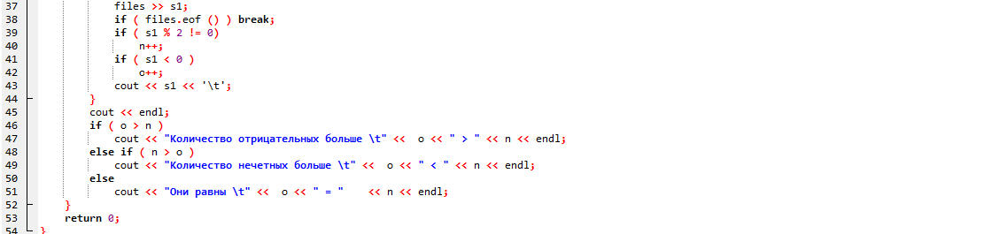 37 files >> s1;
38 if ( files.eof () ) break;
39 if ( s1 % 2 != 0)
40 n++;
41 if ( s1 < 0 )
42 o++;
43 cout << s1 << '\t';
44 }
45 cout << endl;
46 if ( o > n )
47 cout << "Количество отрицательных больше \t" << o << " > " << n << endl;
48 else if ( n > o )
49 cout << "Количество нечетных больше \t" << o << " < " << n << endl;
50 else
51 cout << "Они равны \t" << o << " = " << n << endl;
52 }
53 return 0;
54 }